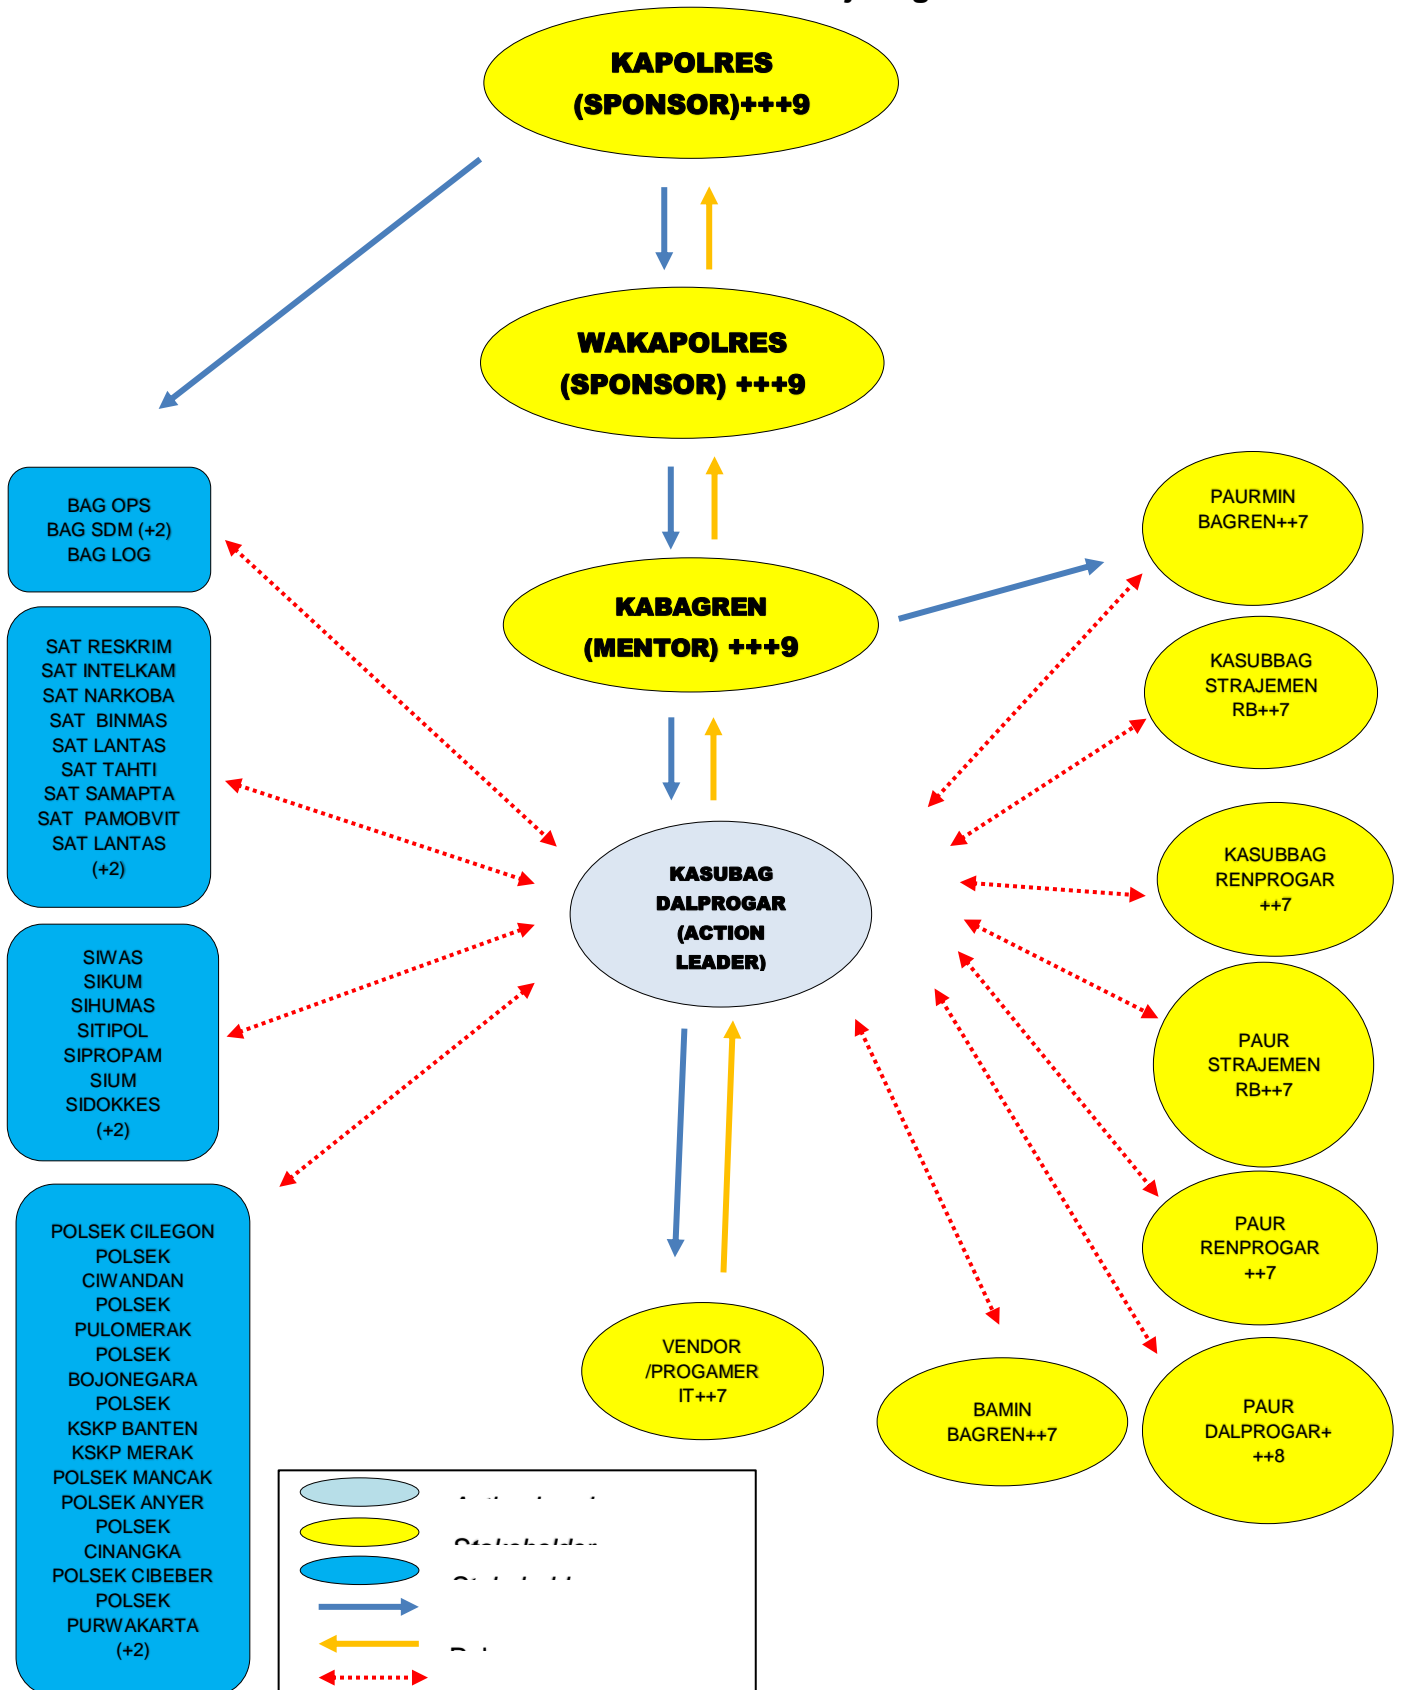 KAPOLRES
(SPONSOR)+++9
WAKAPOLRES
(SPONSOR) +++9
KABAGREN
(MENTOR) +++9
KASUBAG
DALPROGAR
(ACTION
LEADER)
BAG OPS
BAG SDM (+2)
BAG LOG
SAT RESKRIM
SAT INTELKAM
SAT NARKOBA
SAT BINMAS
SAT LANTAS
SAT TAHTI
SAT SAMAPTA
SAT PAMOBVIT
SAT LANTAS
(+2)
SIWAS
SIKUM
SIHUMAS
SITIPOL
SIPROPAM
SIUM
SIDOKKES
(+2)
POLSEK CILEGON
POLSEK
CIWANDAN
POLSEK
PULOMERAK
POLSEK
BOJONEGARA
POLSEK
KSKP BANTEN
KSKP MERAK
POLSEK MANCAK
POLSEK ANYER
POLSEK
CINANGKA
POLSEK CIBEBER
POLSEK
PURWAKARTA
(+2)
PAURMIN
BAGREN++7
KASUBBAG
STRAJEMEN
RB++7
KASUBBAG
RENPROGAR
++7
PAUR
STRAJEMEN
RB++7
PAUR
RENPROGAR
++7
PAUR
DALPROGAR+
++8
BAMIN
BAGREN++7
VENDOR
/PROGAMER
IT++7
Stakeholder